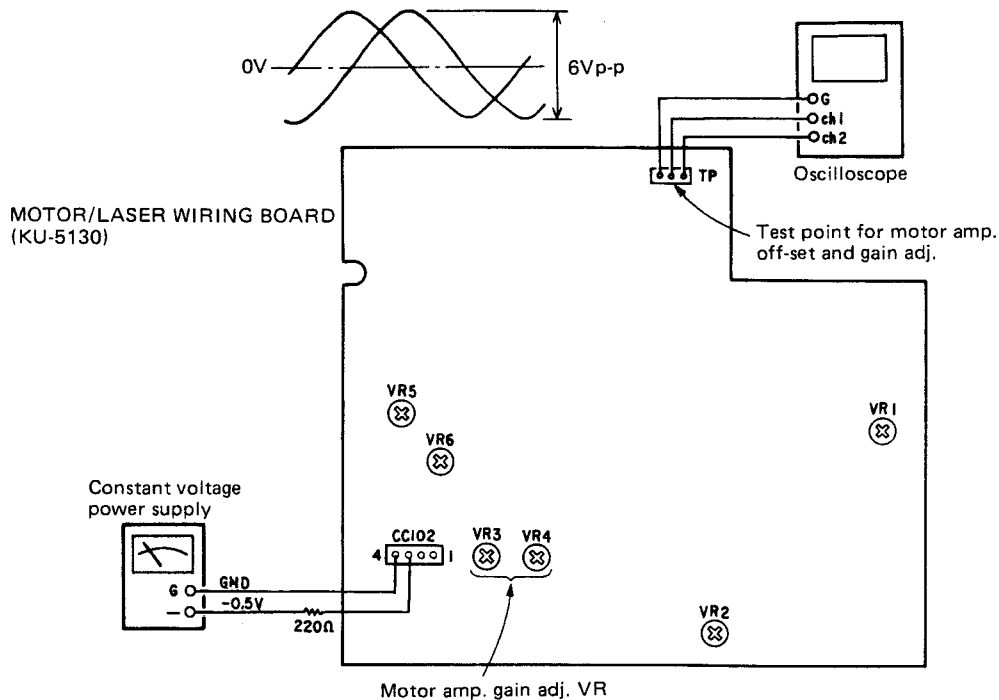 0V
6Vp-p
G
ch1
ch2
Oscilloscope
TP
MOTOR/LASER WIRING BOARD
(KU-5130)
Test point for motor amp.
off-set and gain adj.
VR5
VR1
VR6
Constant voltage
power supply
CC102
4
1
VR3
VR4
G
GND
−
-0.5V
220Ω
VR2
Motor amp. gain adj. VR